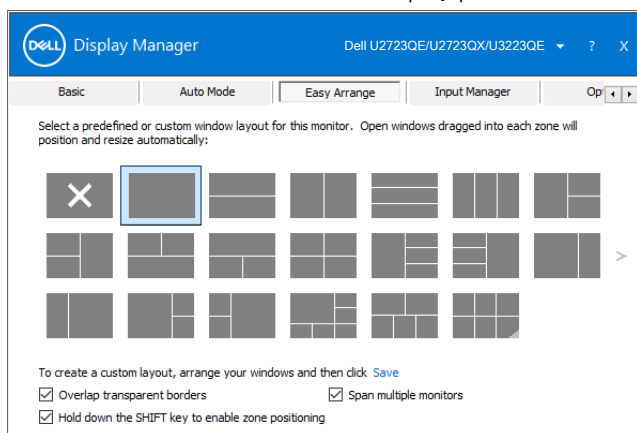 DELL Display Manager Dell U2723QE/U2723QX/U3223QE ? X
Basic Auto Mode Easy Arrange Input Manager
Select a predefined or custom window layout for this monitor. Open windows dragged into each zone will
position and resize automatically:
To create a custom layout, arrange your windows and then click Save
Overlap transparent borders Span multiple monitors
Hold down the SHIFT key to enable zone positioning